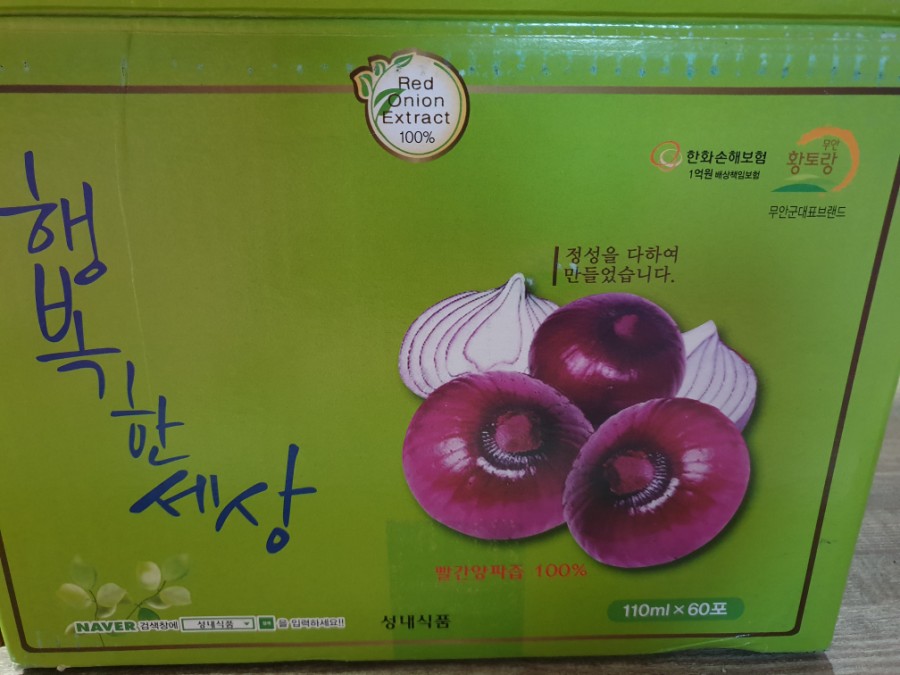 Red
Onion
Extract
100%
한화손해보험
1억원 배상책임보험
무안
황토랑
무안군대표브랜드
행복한
세상
정성을 다하여
만들었습니다.
빨간양파즙 100%
110ml×60포
NAVER 검색창에 성내식품 을 입력하세요!!
성내식품